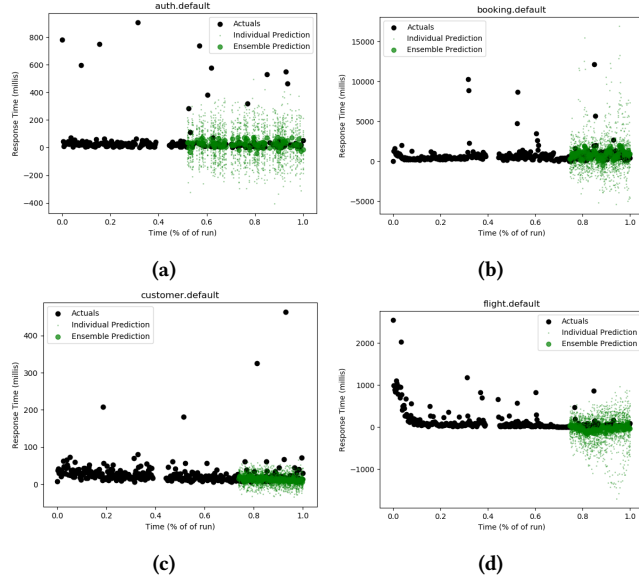 auth.default
Response Time (millis)
800
600
400
200
0
−200
−400
Actuals
Individual Prediction
Ensemble Prediction
0.0 0.2 0.4 0.6 0.8 1.0
Time (% of of run)
(a)
booking.default
Response Time (millis)
15000
10000
5000
0
−5000
Actuals
Individual Prediction
Ensemble Prediction
0.0 0.2 0.4 0.6 0.8 1.0
Time (% of of run)
(b)
customer.default
Response Time (millis)
400
300
200
100
0
Actuals
Individual Prediction
Ensemble Prediction
0.0 0.2 0.4 0.6 0.8 1.0
Time (% of of run)
(c)
flight.default
Response Time (millis)
2000
1000
0
−1000
Actuals
Individual Prediction
Ensemble Prediction
0.0 0.2 0.4 0.6 0.8 1.0
Time (% of of run)
(d)